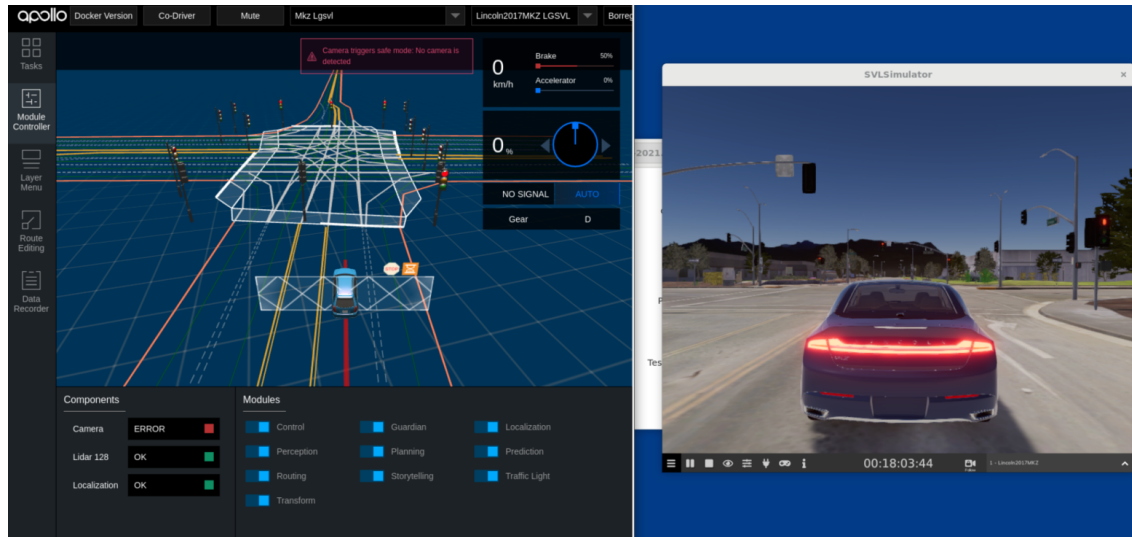 apollo Docker Version Co-Driver Mute Mkz Lgsvl Lincoln2017MKZ LGSVL Borreg
Tasks
Module
Controller
Layer
Menu
Route
Editing
Data
Recorder
Camera triggers safe mode: No camera is
detected
0
km/h
Brake 50%
Accelerator 0%
0 %
NO SIGNAL AUTO
Gear D
STOP
Components
Camera ERROR
Lidar 128 OK
Localization OK
Modules
Control Guardian Localization
Perception Planning Prediction
Routing Storytelling Traffic Light
Transform
2021.
Tes
SVLSimulator ×
00:18:03:44
1 - Lincoln2017MKZ